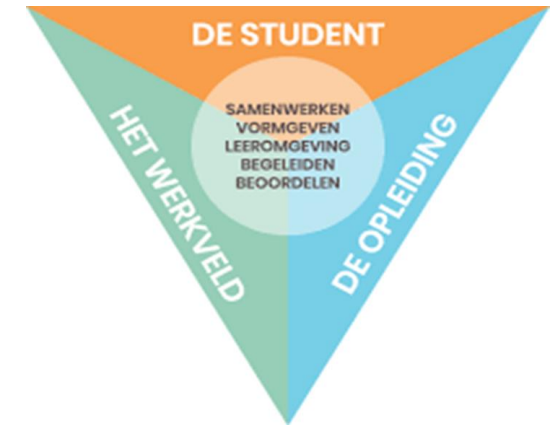 DE STUDENT
SAMENWERKEN
VORMGEVEN
LEEROMGEVING
BEGELEIDEN
BEOORDELEN
HET WERKVELD
DE OPLEIDING